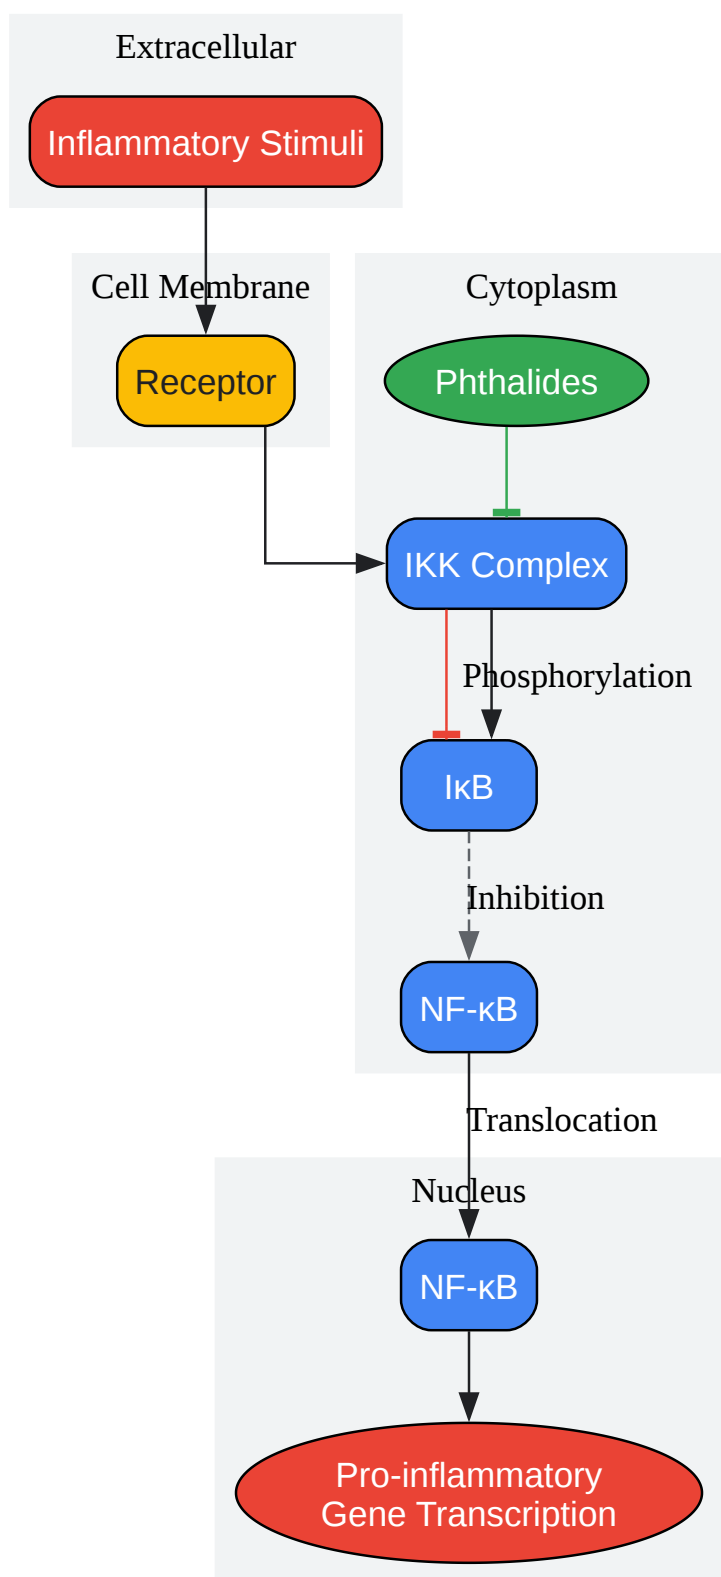 Extracellular
Inflammatory Stimuli
Cell Membrane
Receptor
Cytoplasm
Phthalides
IKK Complex
Phosphorylation
IκB
Inhibition
NF-κB
Translocation
Nucleus
NF-κB
Pro-inflammatory
Gene Transcription